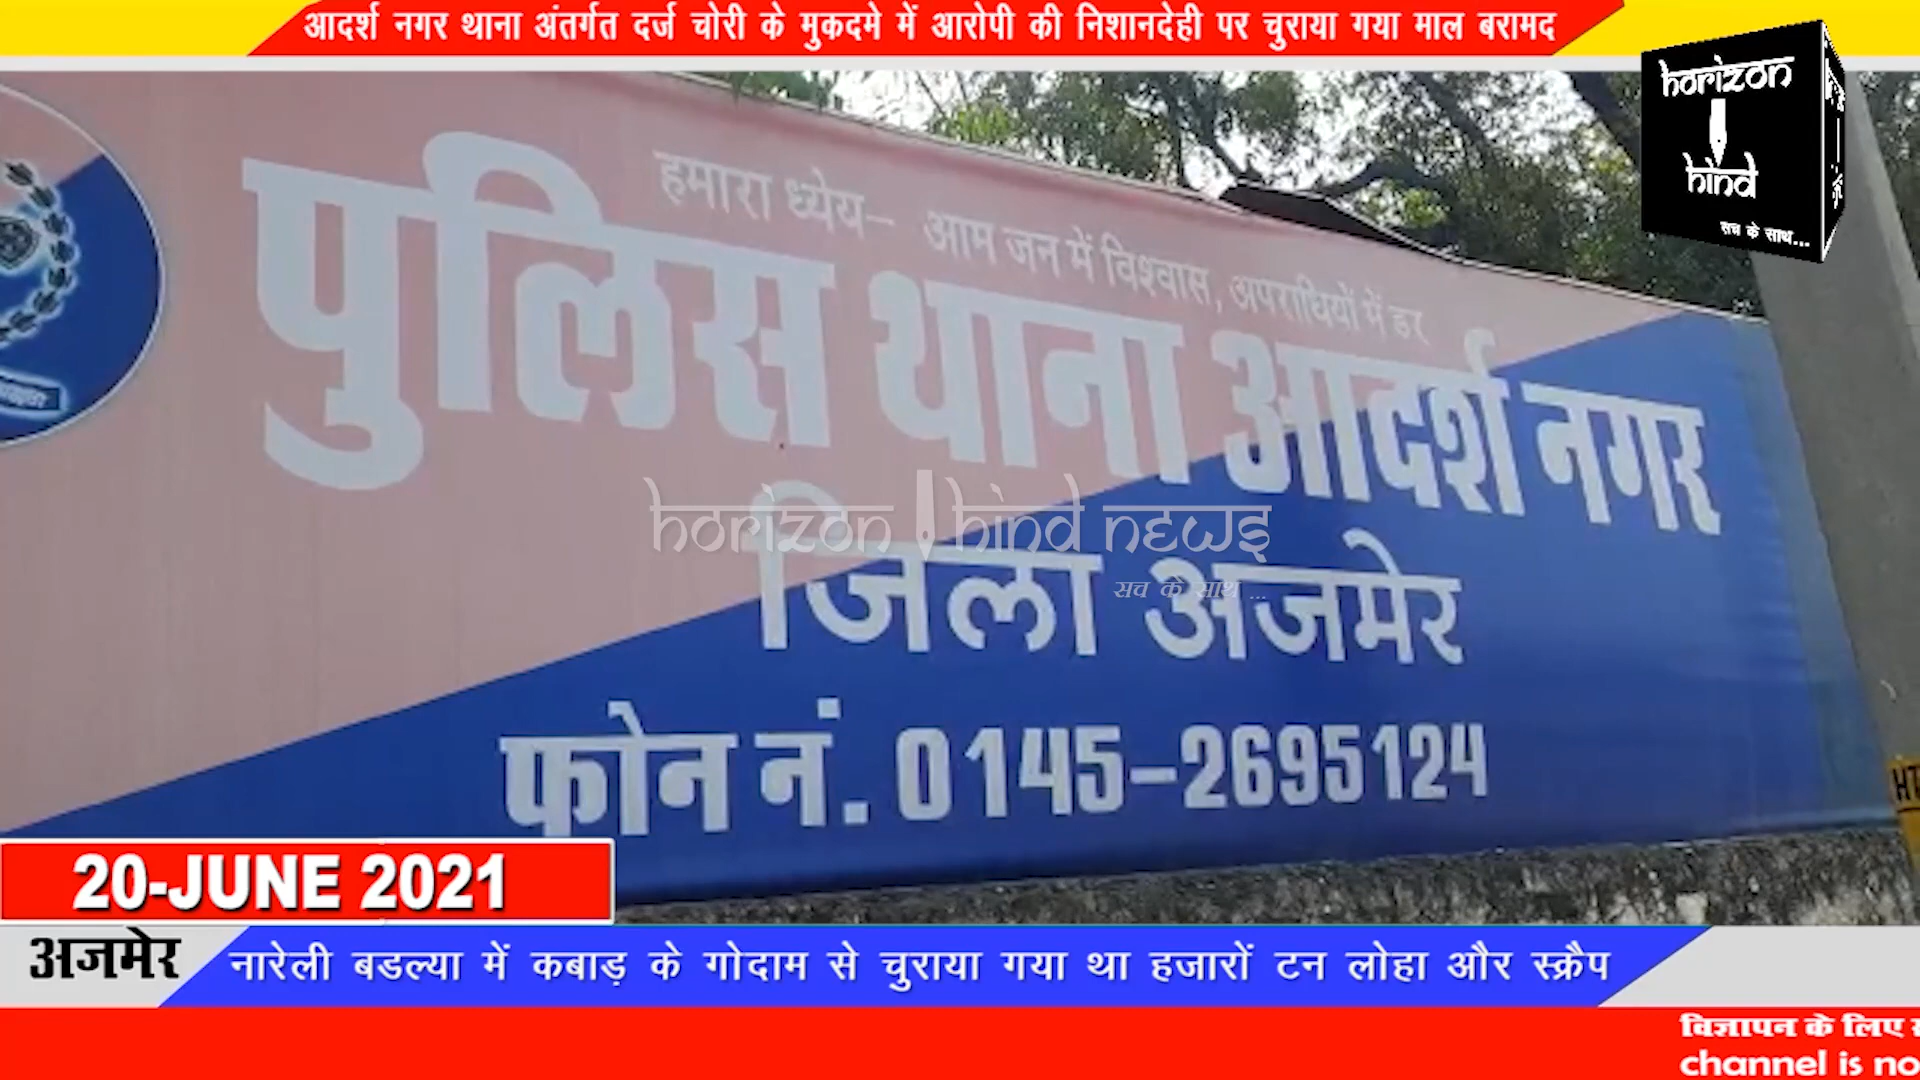 आदर्श नगर थाना अंतर्गत दर्ज चोरी के मुकदमे में आरोपी की निशानदेही पर चुराया गया माल बरामद
horizon
hind
सच के साथ...
हमारा ध्येय- आम जन में विश्वास, अपराधियों में डर
पुलिस थाना आदर्श नगर
horizon hind news
सच के साथ ...
जिला अजमेर
फोन नं. 0145-2695124
HT
20-JUNE 2021
अजमेर
नारेली बडल्या में कबाड़ के गोदाम से चुराया गया था हजारों टन लोहा और स्क्रैप
विज्ञापन के लिए
channel is no